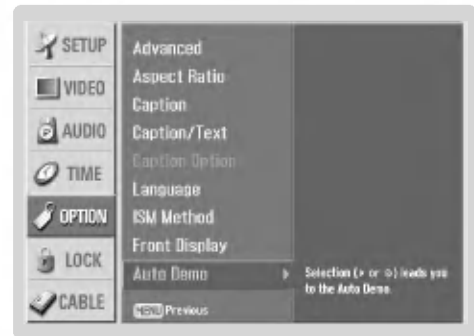 SETUP
VIDEO
AUDIO
TIME
OPTION
LOCK
CABLE
Advanced
Aspect Ratio
Caption
Caption/Text
Caption Option
Language
ISM Method
Front Display
Auto Demo
MENU Previous
Selection (▶ or ⊙) leads you
to the Auto Demo.